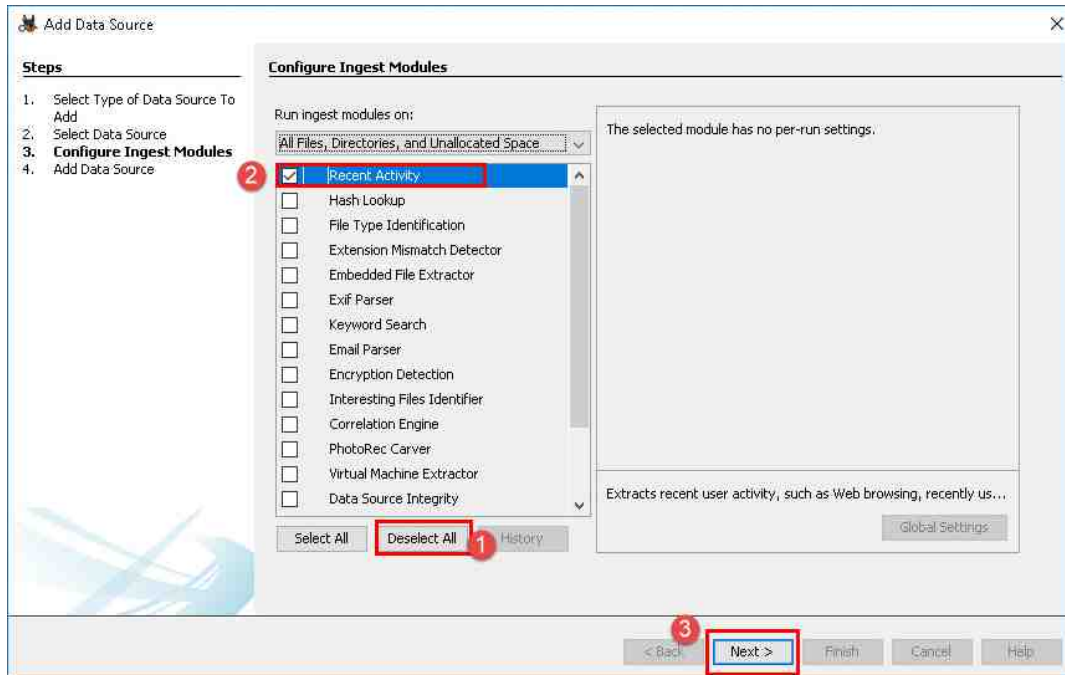 Add Data Source
Steps
1. Select Type of Data Source To
Add
2. Select Data Source
3. Configure Ingest Modules
4. Add Data Source
Configure Ingest Modules
Run ingest modules on:
All Files, Directories, and Unallocated Space
2
Recent Activity
Hash Lookup
File Type Identification
Extension Mismatch Detector
Embedded File Extractor
Exif Parser
Keyword Search
Email Parser
Encryption Detection
Interesting Files Identifier
Correlation Engine
PhotoRec Carver
Virtual Machine Extractor
Data Source Integrity
Select All Deselect All 1 History
The selected module has no per-run settings.
Extracts recent user activity, such as Web browsing, recently us...
Global Settings
3
< Back Next > Finish Cancel Help